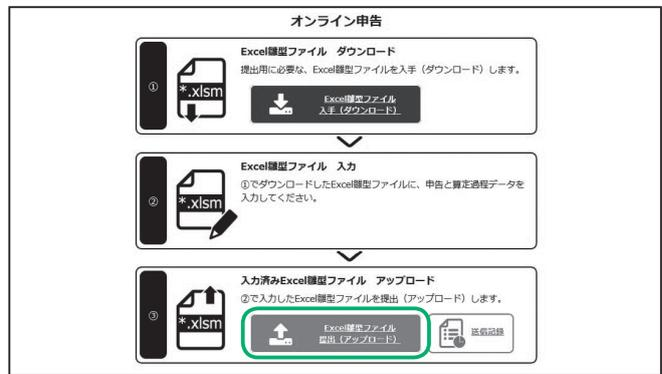 オンライン申告
①
*.xlsm
Excel雛型ファイル　ダウンロード
提出用に必要な、Excel雛型ファイルを入手（ダウンロード）します。
Excel雛型ファイル
入手（ダウンロード）
②
*.xlsm
Excel雛型ファイル　入力
①でダウンロードしたExcel雛型ファイルに、申告と算定過程データを
入力してください。
③
*.xlsm
入力済みExcel雛型ファイル　アップロード
②で入力したExcel雛型ファイルを提出（アップロード）します。
Excel雛型ファイル
提出（アップロード）
送信記録